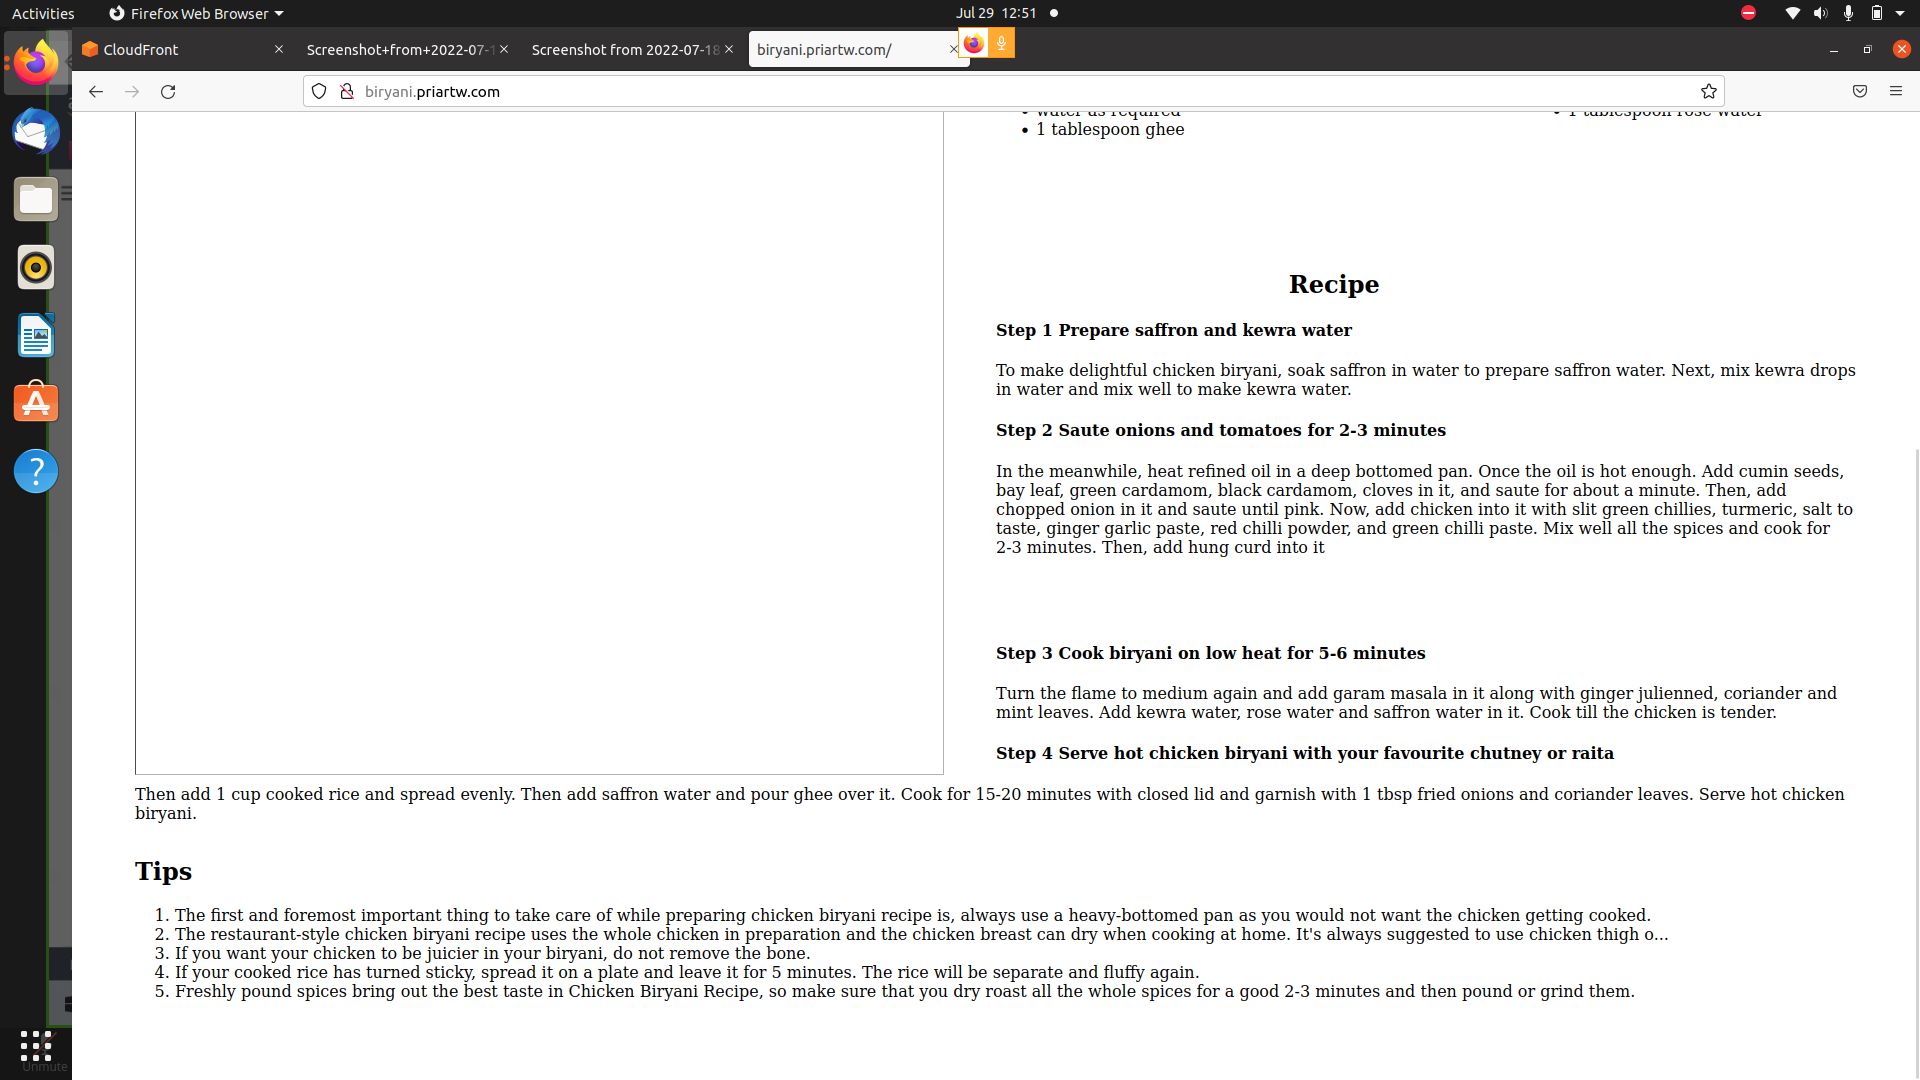 Activities
Firefox Web Browser
Jul 29 12:51
CloudFront
Screenshot+from+2022-07-1
Screenshot from 2022-07-18
biryani.priartw.com/
biryani.priartw.com
water as required
1 tablespoon rose water
• 1 tablespoon ghee
Recipe
Step 1 Prepare saffron and kewra water
To make delightful chicken biryani, soak saffron in water to prepare saffron water. Next, mix kewra drops
in water and mix well to make kewra water.
Step 2 Saute onions and tomatoes for 2-3 minutes
In the meanwhile, heat refined oil in a deep bottomed pan. Once the oil is hot enough. Add cumin seeds,
bay leaf, green cardamom, black cardamom, cloves in it, and saute for about a minute. Then, add
chopped onion in it and saute until pink. Now, add chicken into it with slit green chillies, turmeric, salt to
taste, ginger garlic paste, red chilli powder, and green chilli paste. Mix well all the spices and cook for
2-3 minutes. Then, add hung curd into it
Step 3 Cook biryani on low heat for 5-6 minutes
Turn the flame to medium again and add garam masala in it along with ginger julienned, coriander and
mint leaves. Add kewra water, rose water and saffron water in it. Cook till the chicken is tender.
Step 4 Serve hot chicken biryani with your favourite chutney or raita
Then add 1 cup cooked rice and spread evenly. Then add saffron water and pour ghee over it. Cook for 15-20 minutes with closed lid and garnish with 1 tbsp fried onions and coriander leaves. Serve hot chicken
biryani.
Tips
1. The first and foremost important thing to take care of while preparing chicken biryani recipe is, always use a heavy-bottomed pan as you would not want the chicken getting cooked.
2. The restaurant-style chicken biryani recipe uses the whole chicken in preparation and the chicken breast can dry when cooking at home. It's always suggested to use chicken thigh o...
3. If you want your chicken to be juicier in your biryani, do not remove the bone.
4. If your cooked rice has turned sticky, spread it on a plate and leave it for 5 minutes. The rice will be separate and fluffy again.
5. Freshly pound spices bring out the best taste in Chicken Biryani Recipe, so make sure that you dry roast all the whole spices for a good 2-3 minutes and then pound or grind them.
Unmute